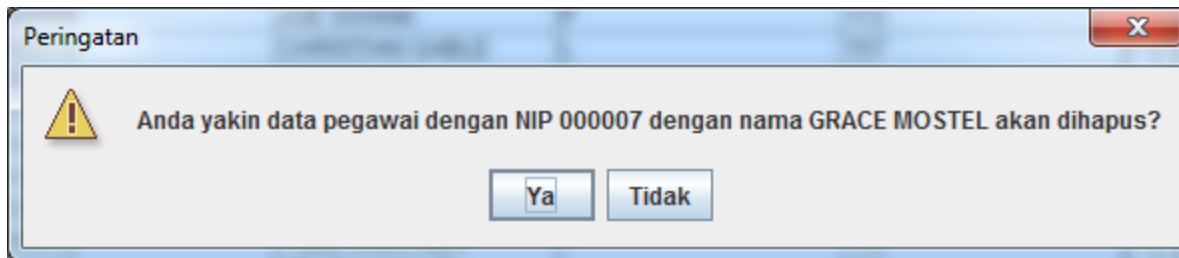 Peringatan
Anda yakin data pegawai dengan NIP 000007 dengan nama GRACE MOSTEL akan dihapus?
Ya
Tidak